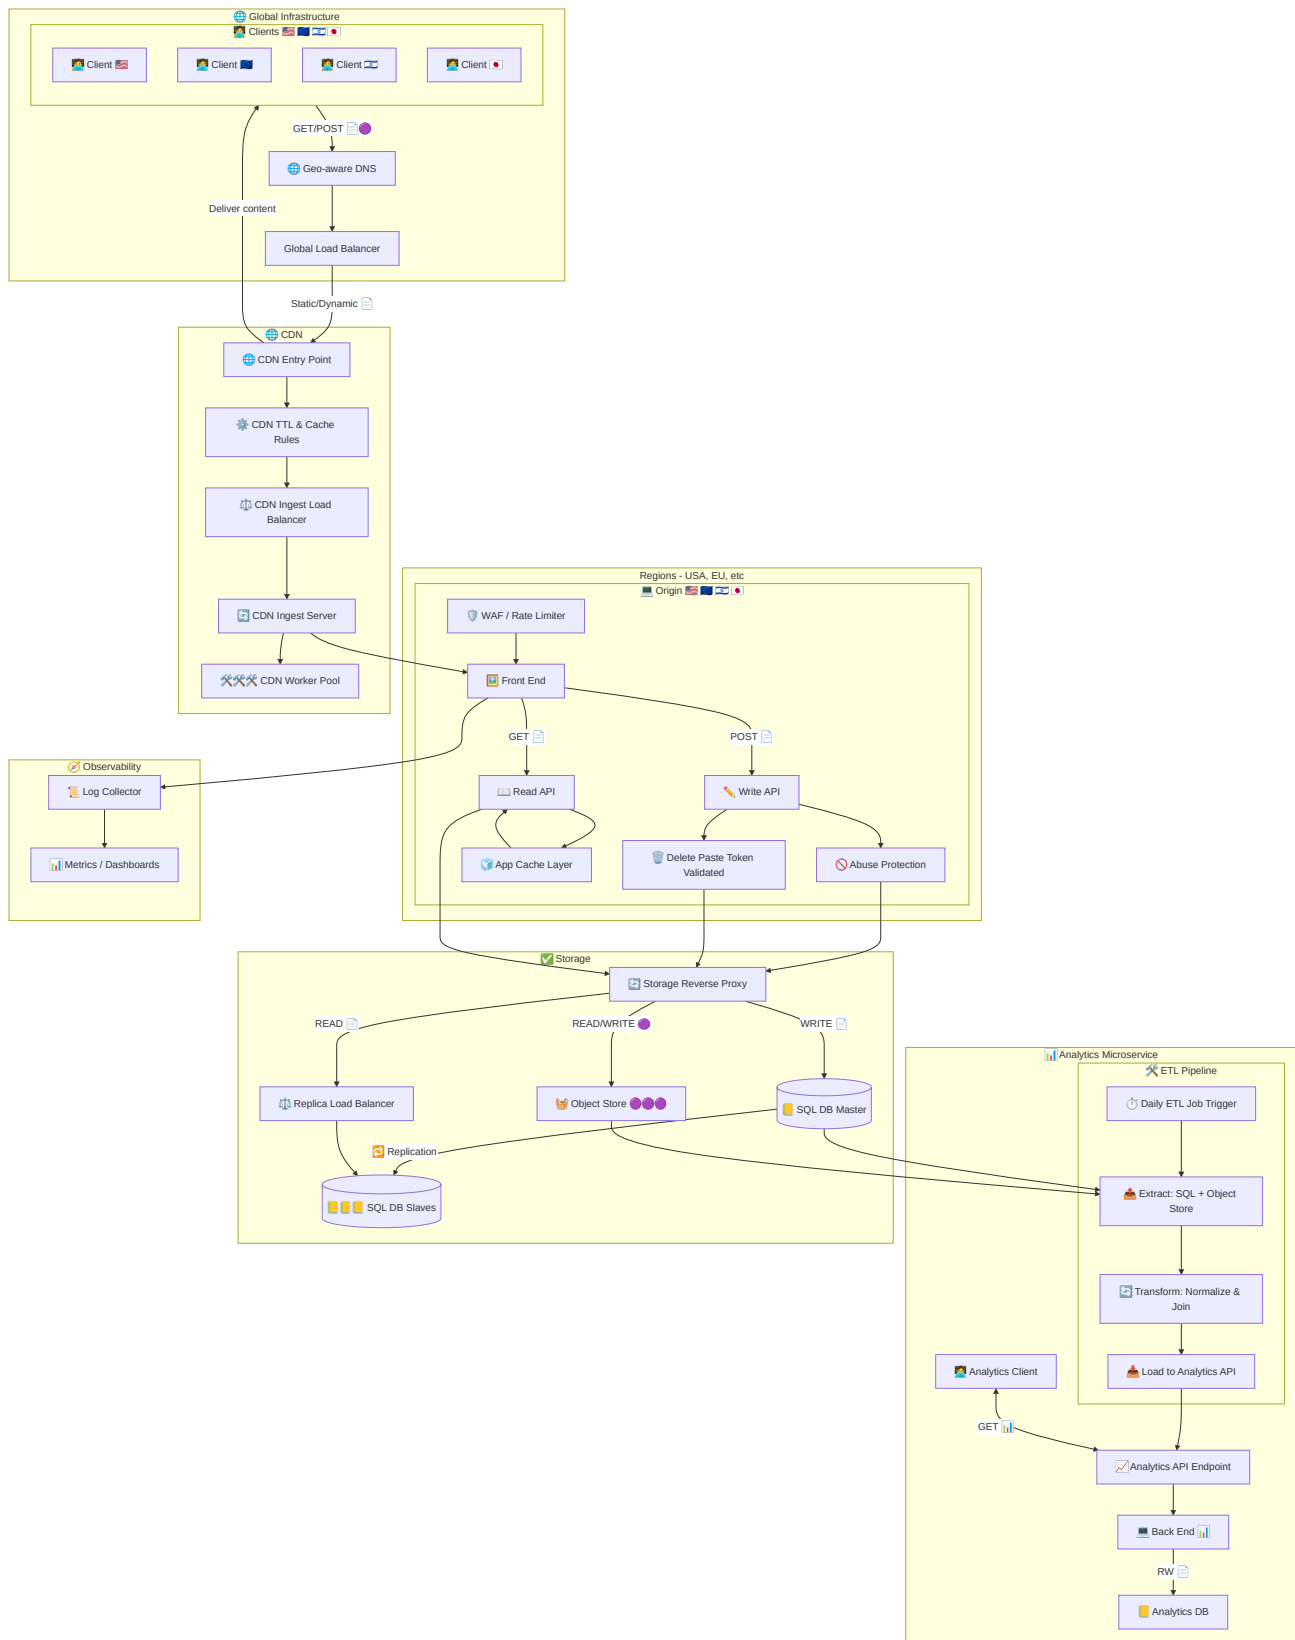 🌐 Global Infrastructure
🧑‍💻 Clients 🇺🇸 🇪🇺 🇮🇱 🇯🇵
🧑‍💻 Client 🇺🇸
🧑‍💻 Client 🇪🇺
🧑‍💻 Client 🇮🇱
🧑‍💻 Client 🇯🇵
GET/POST 📄🟣
🌐 Geo-aware DNS
Deliver content
Global Load Balancer
Static/Dynamic 📄
🌐 CDN
🌐 CDN Entry Point
⚙️ CDN TTL & Cache
Rules
⚖️ CDN Ingest Load
Balancer
🔄 CDN Ingest Server
🛠️🛠️🛠️ CDN Worker Pool
Regions - USA, EU, etc
💻 Origin 🇺🇸 🇪🇺 🇮🇱 🇯🇵
🛡️ WAF / Rate Limiter
🖼️ Front End
GET 📄
POST 📄
📖 Read API
✏️ Write API
🧊 App Cache Layer
🗑️ Delete Paste Token
Validated
🚫 Abuse Protection
🧭 Observability
📜 Log Collector
📊 Metrics / Dashboards
✅ Storage
🔄 Storage Reverse Proxy
READ 📄
READ/WRITE 🟣
WRITE 📄
⚖️ Replica Load Balancer
🧺 Object Store 🟣🟣🟣
📒 SQL DB Master
🔁 Replication
📒📒📒 SQL DB Slaves
📊 Analytics Microservice
🛠️ ETL Pipeline
⏱️ Daily ETL Job Trigger
📤 Extract: SQL + Object
Store
🔄 Transform: Normalize &
Join
🧑‍💻 Analytics Client
📥 Load to Analytics API
GET 📊
📈 Analytics API Endpoint
💻 Back End 📊
RW 📄
📒 Analytics DB